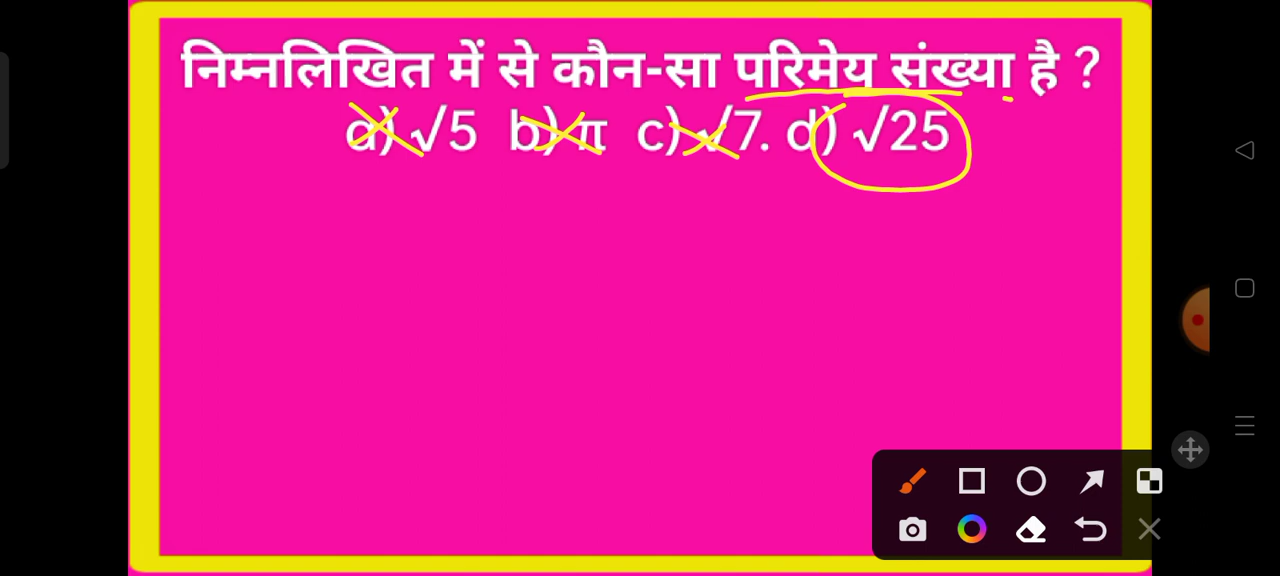 निम्नलिखित में से कौन-सा परिमेय संख्या है ?
a) √5 b) π c) √7. d) √25